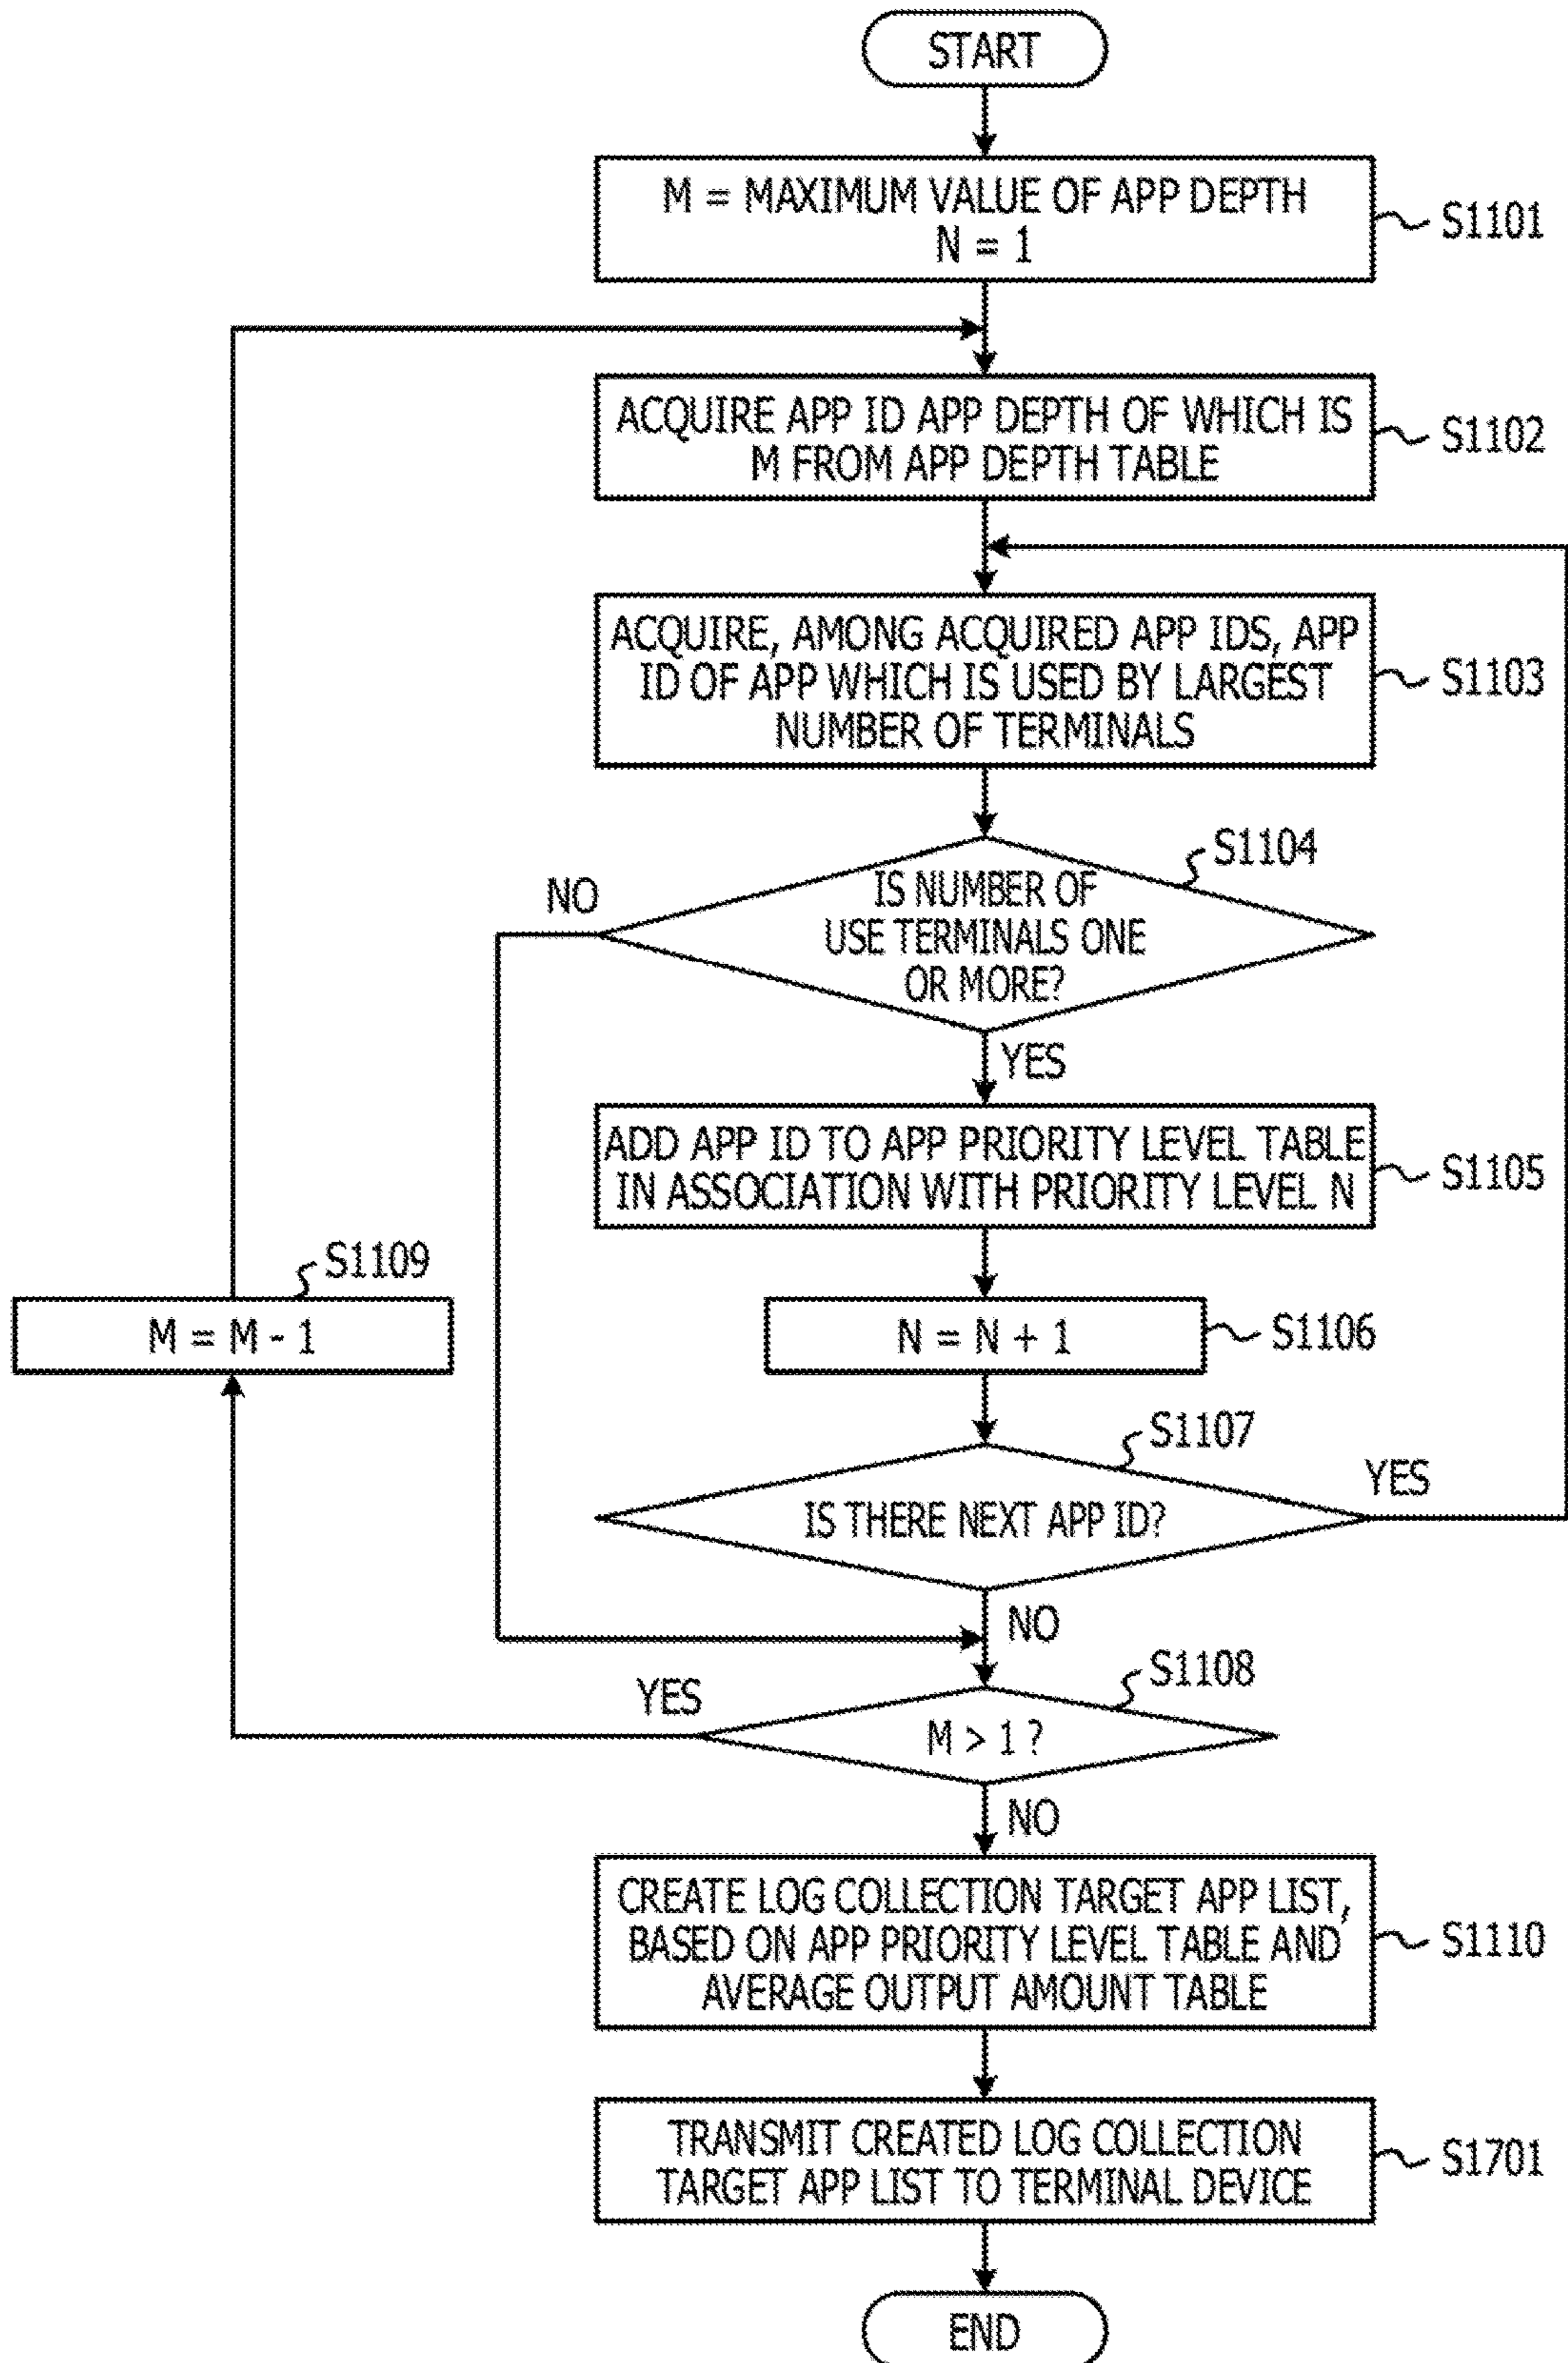 START
M = MAXIMUM VALUE OF APP DEPTH
N = 1
S1101
ACQUIRE APP ID APP DEPTH OF WHICH IS
M FROM APP DEPTH TABLE
S1102
ACQUIRE, AMONG ACQUIRED APP IDS, APP
ID OF APP WHICH IS USED BY LARGEST
NUMBER OF TERMINALS
S1103
S1104
NO
IS NUMBER OF
USE TERMINALS ONE
OR MORE?
YES
ADD APP ID TO APP PRIORITY LEVEL TABLE
IN ASSOCIATION WITH PRIORITY LEVEL N
S1105
S1109
M = M - 1
N = N + 1
S1106
S1107
YES
IS THERE NEXT APP ID?
NO
S1108
YES
M > 1 ?
NO
CREATE LOG COLLECTION TARGET APP LIST,
BASED ON APP PRIORITY LEVEL TABLE AND
AVERAGE OUTPUT AMOUNT TABLE
S1110
TRANSMIT CREATED LOG COLLECTION
TARGET APP LIST TO TERMINAL DEVICE
S1701
END